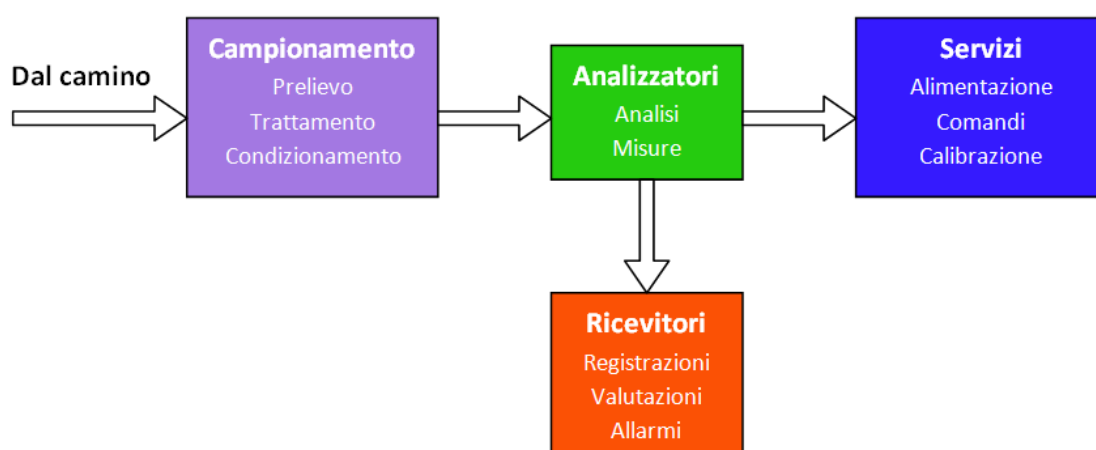 Dal camino
Campionamento
Prelievo
Trattamento
Condizionamento
Analizzatori
Analisi
Misure
Servizi
Alimentazione
Comandi
Calibrazione
Ricevitori
Registrazioni
Valutazioni
Allarmi